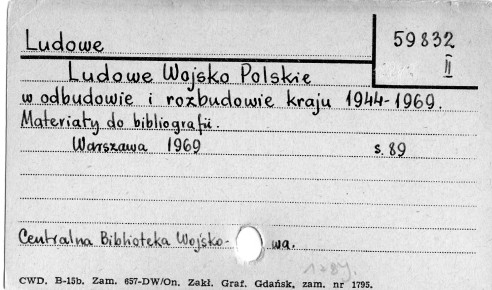 Ludowe
59832
II
Ludowe Wojsko Polskie
w odbudowie i rozbudowie kraju 1944-1969.
Materiały do bibliografii.
Warszawa 1969 s. 89
Centralna Biblioteka Wojsko- wa.
CWD. B-15b. Zam. 657-DW/On. Zakł. Graf. Gdańsk, zam. nr 1795.